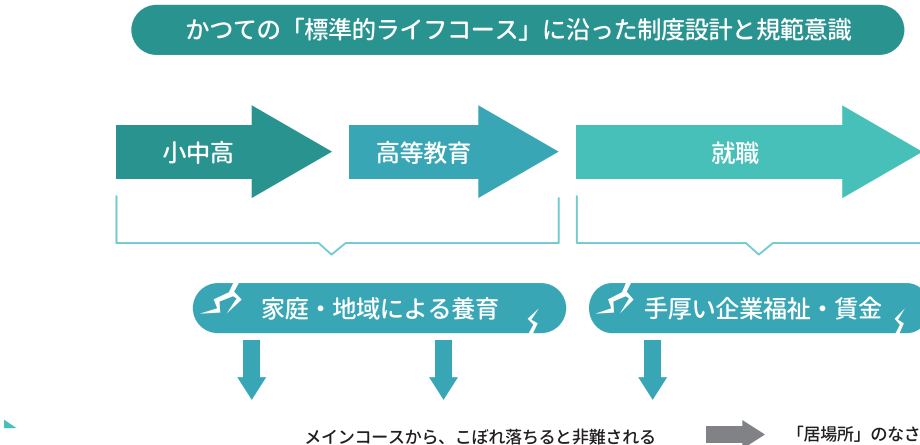 かつての「標準的ライフコース」に沿った制度設計と規範意識
小中高
高等教育
就職
家庭・地域による養育
手厚い企業福祉・賃金
メインコースから、こぼれ落ちると非難される
「居場所」のなさ